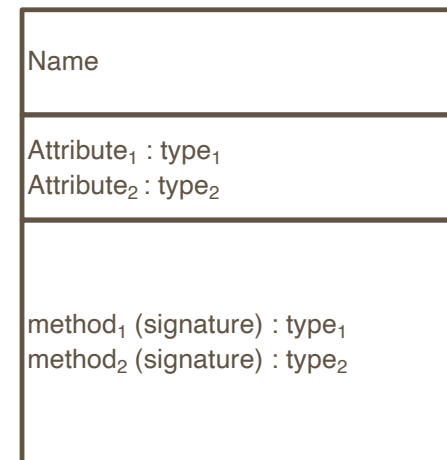 Name
Attribute₁ : type₁
Attribute₂ : type₂
method₁ (signature) : type₁
method₂ (signature) : type₂